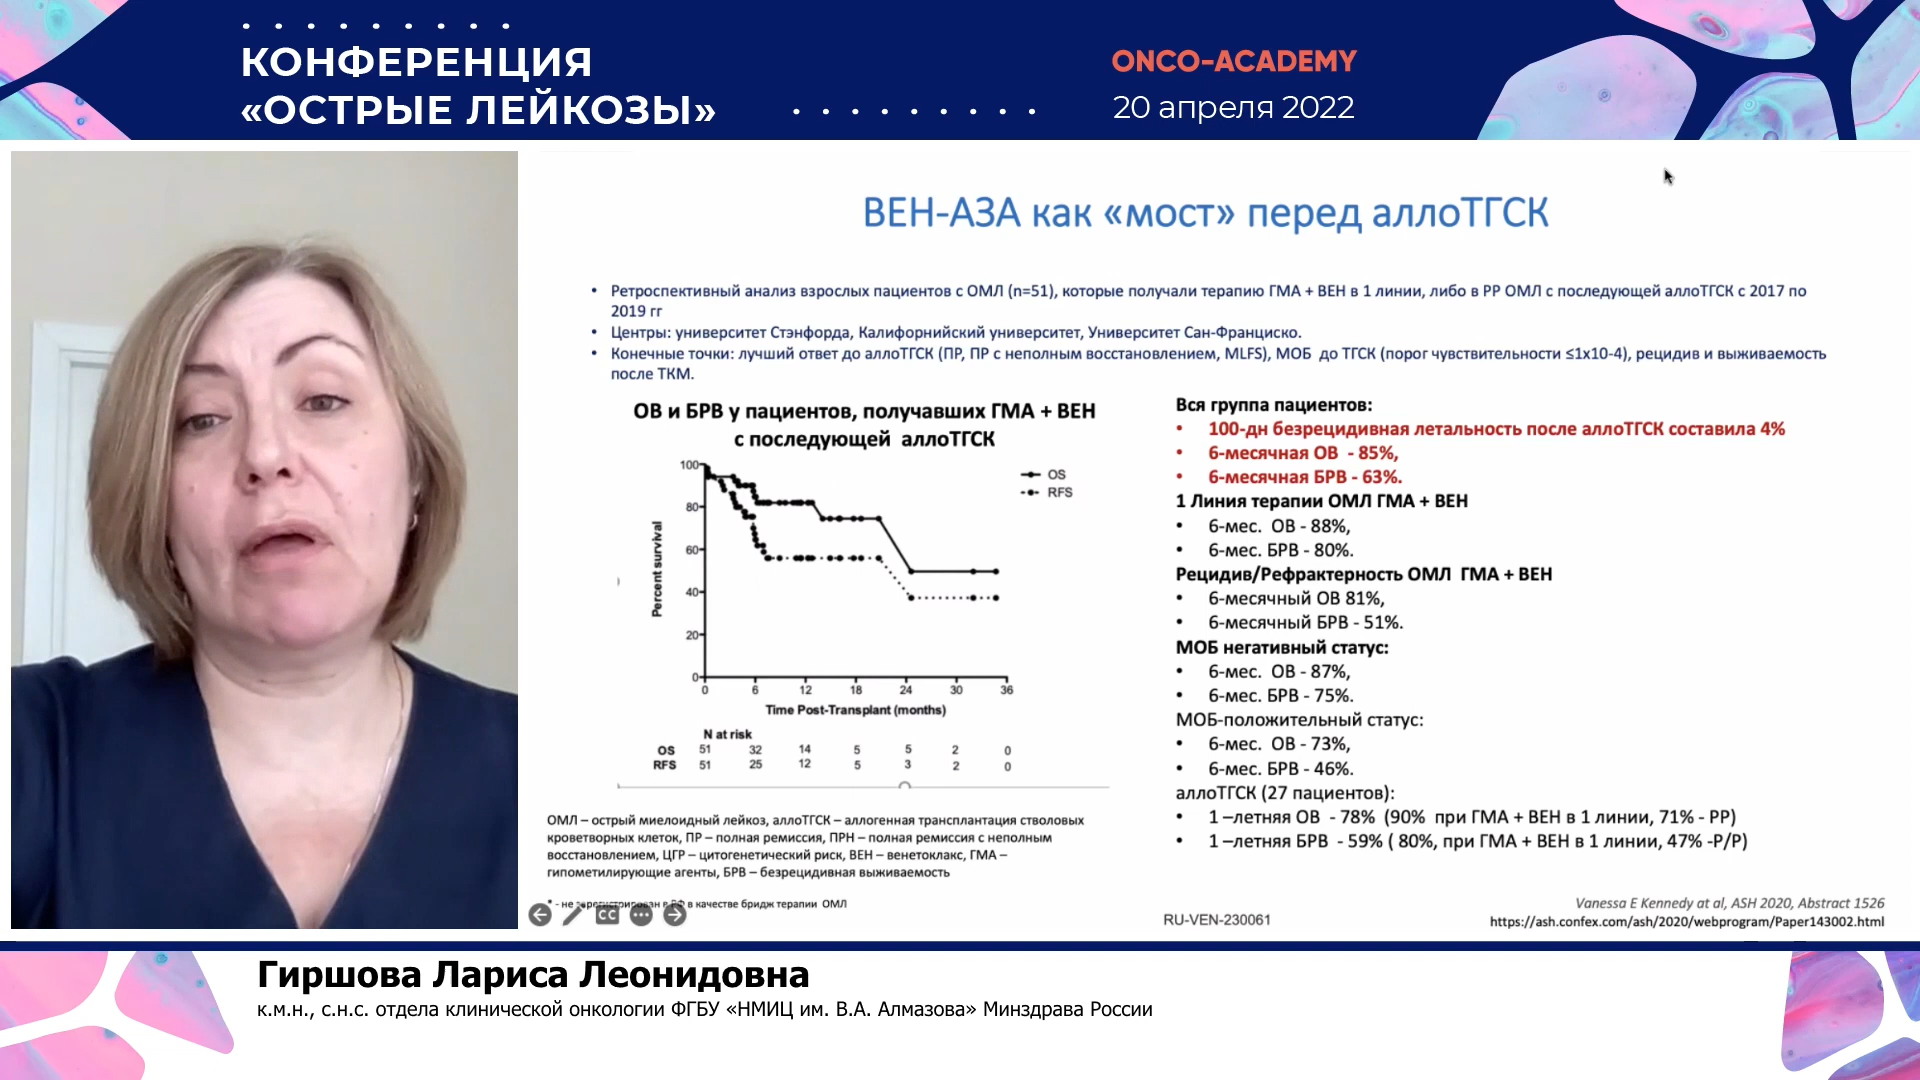 КОНФЕРЕНЦИЯ
«ОСТРЫЕ ЛЕЙКОЗЫ»
ONCO-ACADEMY
20 апреля 2022
ВЕН-АЗА как «мост» перед аллоТГСК
• Ретроспективный анализ взрослых пациентов с ОМЛ (n=51), которые получали терапию ГМА + ВЕН в 1 линии, либо в РР ОМЛ с последующей аллоТГСК с 2017 по
2019 гг
• Центры: университет Стэнфорда, Калифорнийский университет, Университет Сан-Франциско.
• Конечные точки: лучший ответ до аллоТГСК (ПР, ПР с неполным восстановлением, MLFS), МОБ до ТГСК (порог чувствительности ≤1x10-4), рецидив и выживаемость
после ТКМ.
ОВ и БРВ у пациентов, получавших ГМА + ВЕН
с последующей аллоТГСК
OS
RFS
100
80
60
40
20
0
Percent survival
0 6 12 18 24 30 36
Time Post-Transplant (months)
N at risk
OS 51 32 14 5 5 2 0
RFS 51 25 12 5 3 2 0
ОМЛ – острый миелоидный лейкоз, аллоТГСК – аллогенная трансплантация стволовых
кроветворных клеток, ПР – полная ремиссия, ПРН – полная ремиссия с неполным
восстановлением, ЦГР – цитогенетический риск, ВЕН – венетоклакс, ГМА –
гипометилирующие агенты, БРВ – безрецидивная выживаемость
* - не зарегистрирован в РФ в качестве бридж терапии ОМЛ
CC
Вся группа пациентов:
• 100-дн безрецидивная летальность после аллоТГСК составила 4%
• 6-месячная ОВ - 85%,
• 6-месячная БРВ - 63%.
1 Линия терапии ОМЛ ГМА + ВЕН
• 6-мес. ОВ - 88%,
• 6-мес. БРВ - 80%.
Рецидив/Рефрактерность ОМЛ ГМА + ВЕН
• 6-месячный ОВ 81%,
• 6-месячный БРВ - 51%.
МОБ негативный статус:
• 6-мес. ОВ - 87%,
• 6-мес. БРВ - 75%.
МОБ-положительный статус:
• 6-мес. ОВ - 73%,
• 6-мес. БРВ - 46%.
аллоТГСК (27 пациентов):
• 1 –летняя ОВ - 78% (90% при ГМА + ВЕН в 1 линии, 71% - РР)
• 1 –летняя БРВ - 59% ( 80%, при ГМА + ВЕН в 1 линии, 47% -Р/Р)
RU-VEN-230061
Vanessa E Kennedy at al, ASH 2020, Abstract 1526
https://ash.confex.com/ash/2020/webprogram/Paper143002.html
Гиршова Лариса Леонидовна
к.м.н., с.н.с. отдела клинической онкологии ФГБУ «НМИЦ им. В.А. Алмазова» Минздрава России